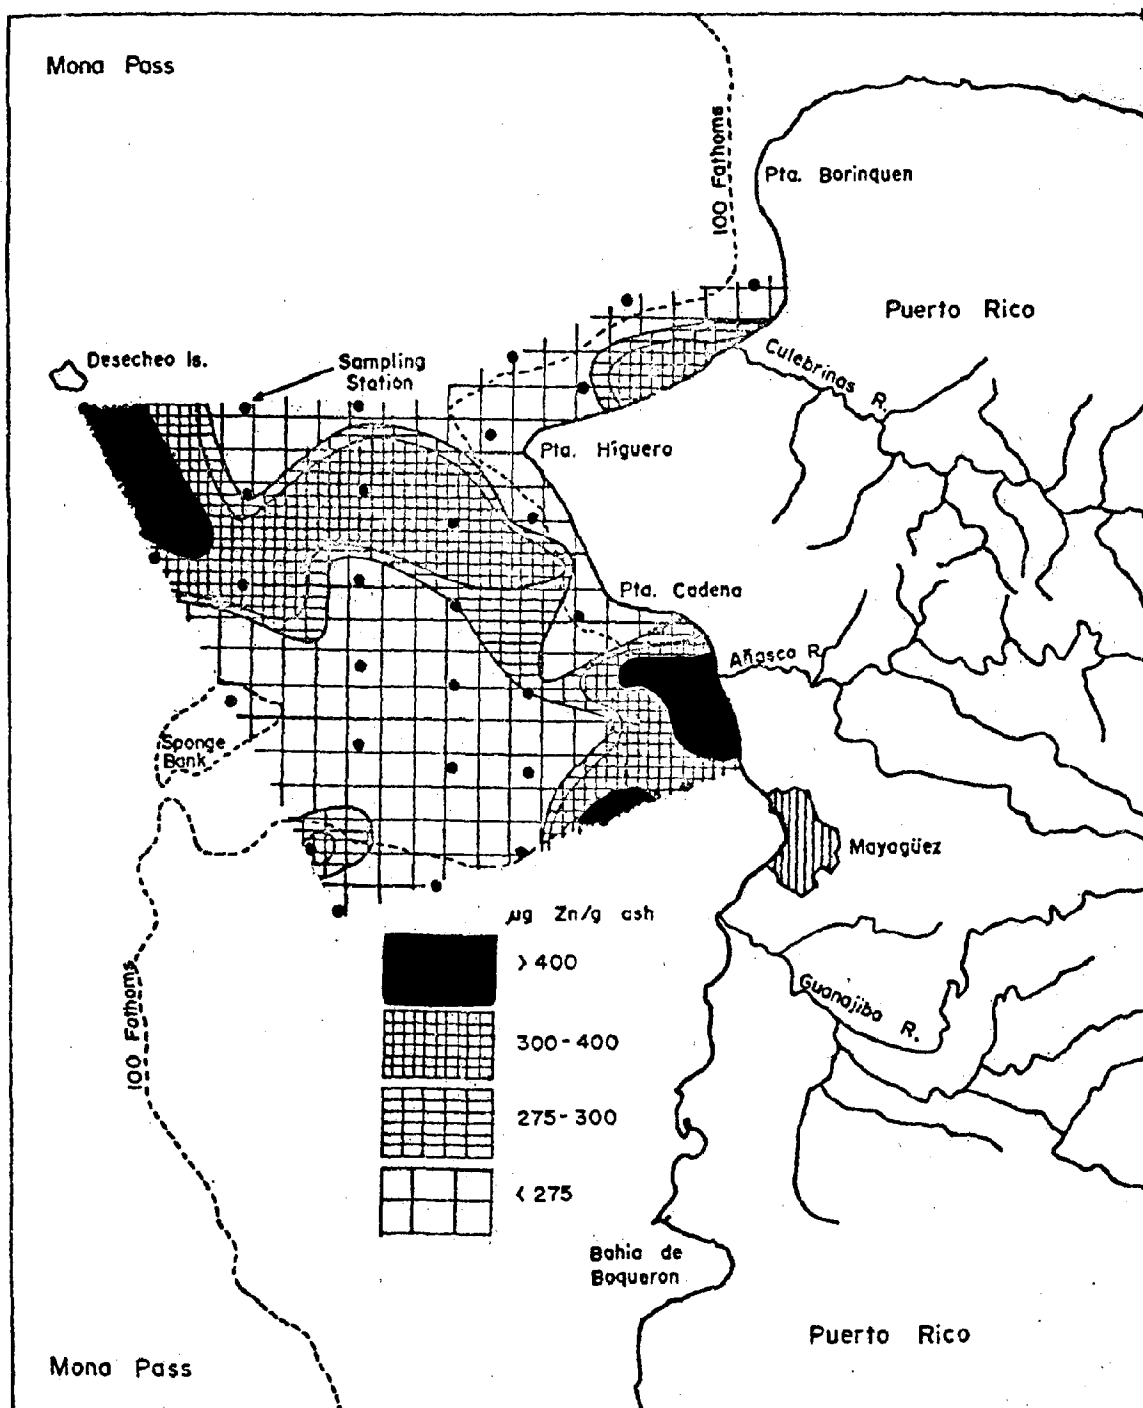 Mona Pass
100 Fathoms
Pta. Borinquen
Puerto Rico
Desecheo Is.
Sampling
Station
Culebrinas R.
Pta. Higuero
Pta. Cadena
Añasco R.
Sponge
Bank
Mayagüez
µg Zn/g ash
>400
300-400
275-300
<275
Guanajibo R.
100 Fathoms
Bahia de
Boqueron
Puerto Rico
Mona Pass